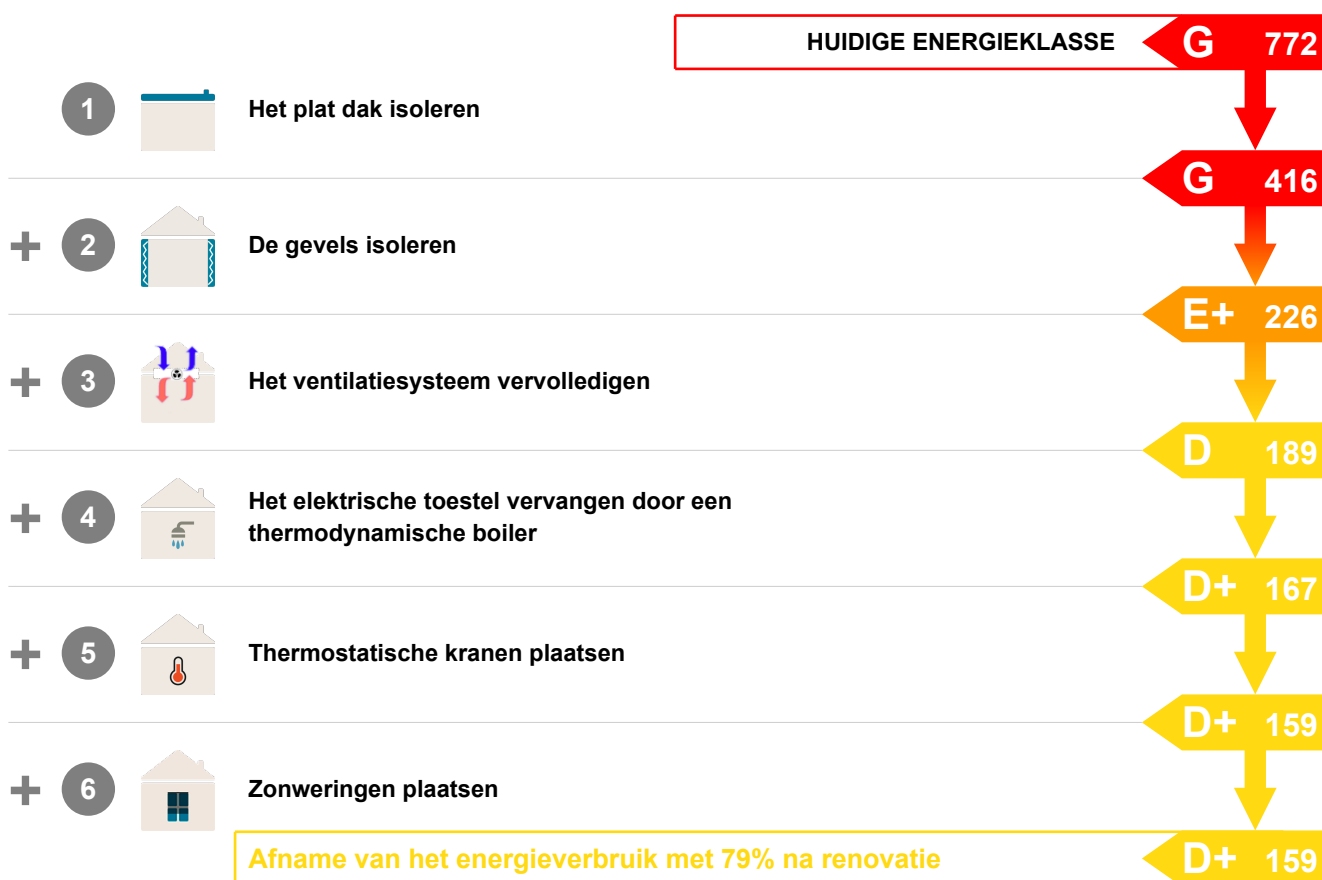 HUIDIGE ENERGIEKLASSE G 772
1 Het plat dak isoleren
G 416
+ 2 De gevels isoleren
E+ 226
+ 3 Het ventilatiesysteem vervolledigen
D 189
+ 4 Het elektrische toestel vervangen door een
thermodynamische boiler
D+ 167
+ 5 Thermostatische kranen plaatsen
D+ 159
+ 6 Zonweringen plaatsen
Afname van het energieverbruik met 79% na renovatie D+ 159